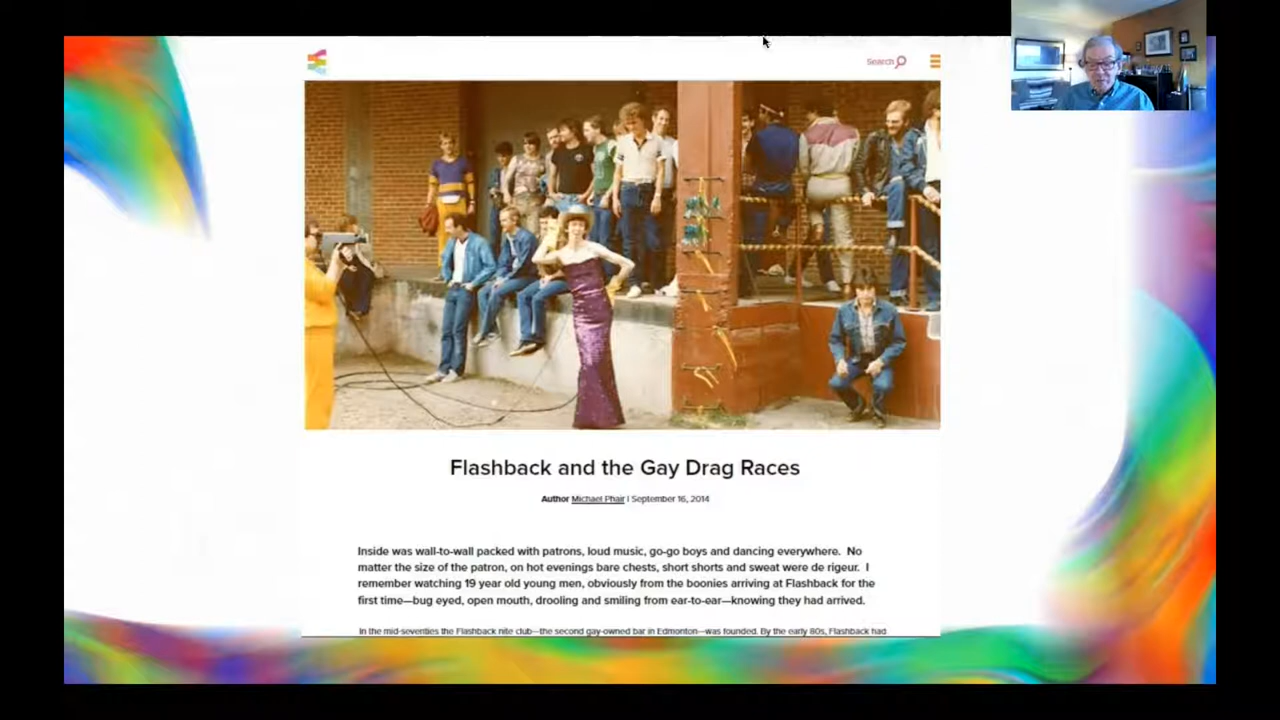 Search
Flashback and the Gay Drag Races
Author Michael Phair | September 16, 2014
Inside was wall-to-wall packed with patrons, loud music, go-go boys and dancing everywhere. No
matter the size of the patron, on hot evenings bare chests, short shorts and sweat were de rigeur. I
remember watching 19 year old young men, obviously from the boonies arriving at Flashback for the
first time—bug eyed, open mouth, drooling and smiling from ear-to-ear—knowing they had arrived.
In the mid-seventies the Flashback nite club—the second gay-owned bar in Edmonton—was founded. By the early 80s, Flashback had